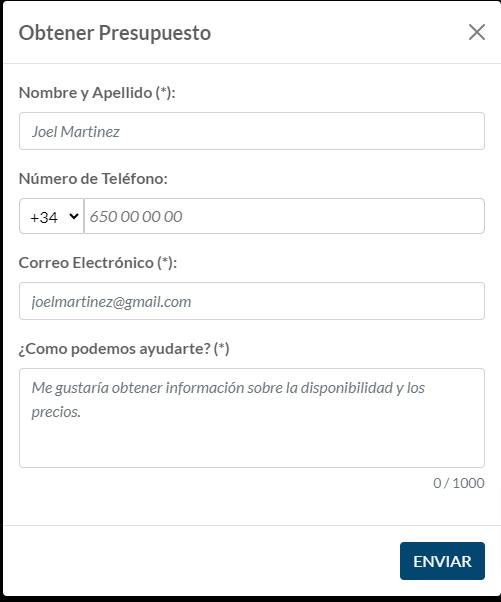 Obtener Presupuesto
Nombre y Apellido (*):
Joel Martinez
Número de Teléfono:
+34 650 00 00 00
Correo Electrónico (*):
joelmartinez@gmail.com
¿Como podemos ayudarte? (*)
Me gustaría obtener información sobre la disponibilidad y los
precios.
0 / 1000
ENVIAR